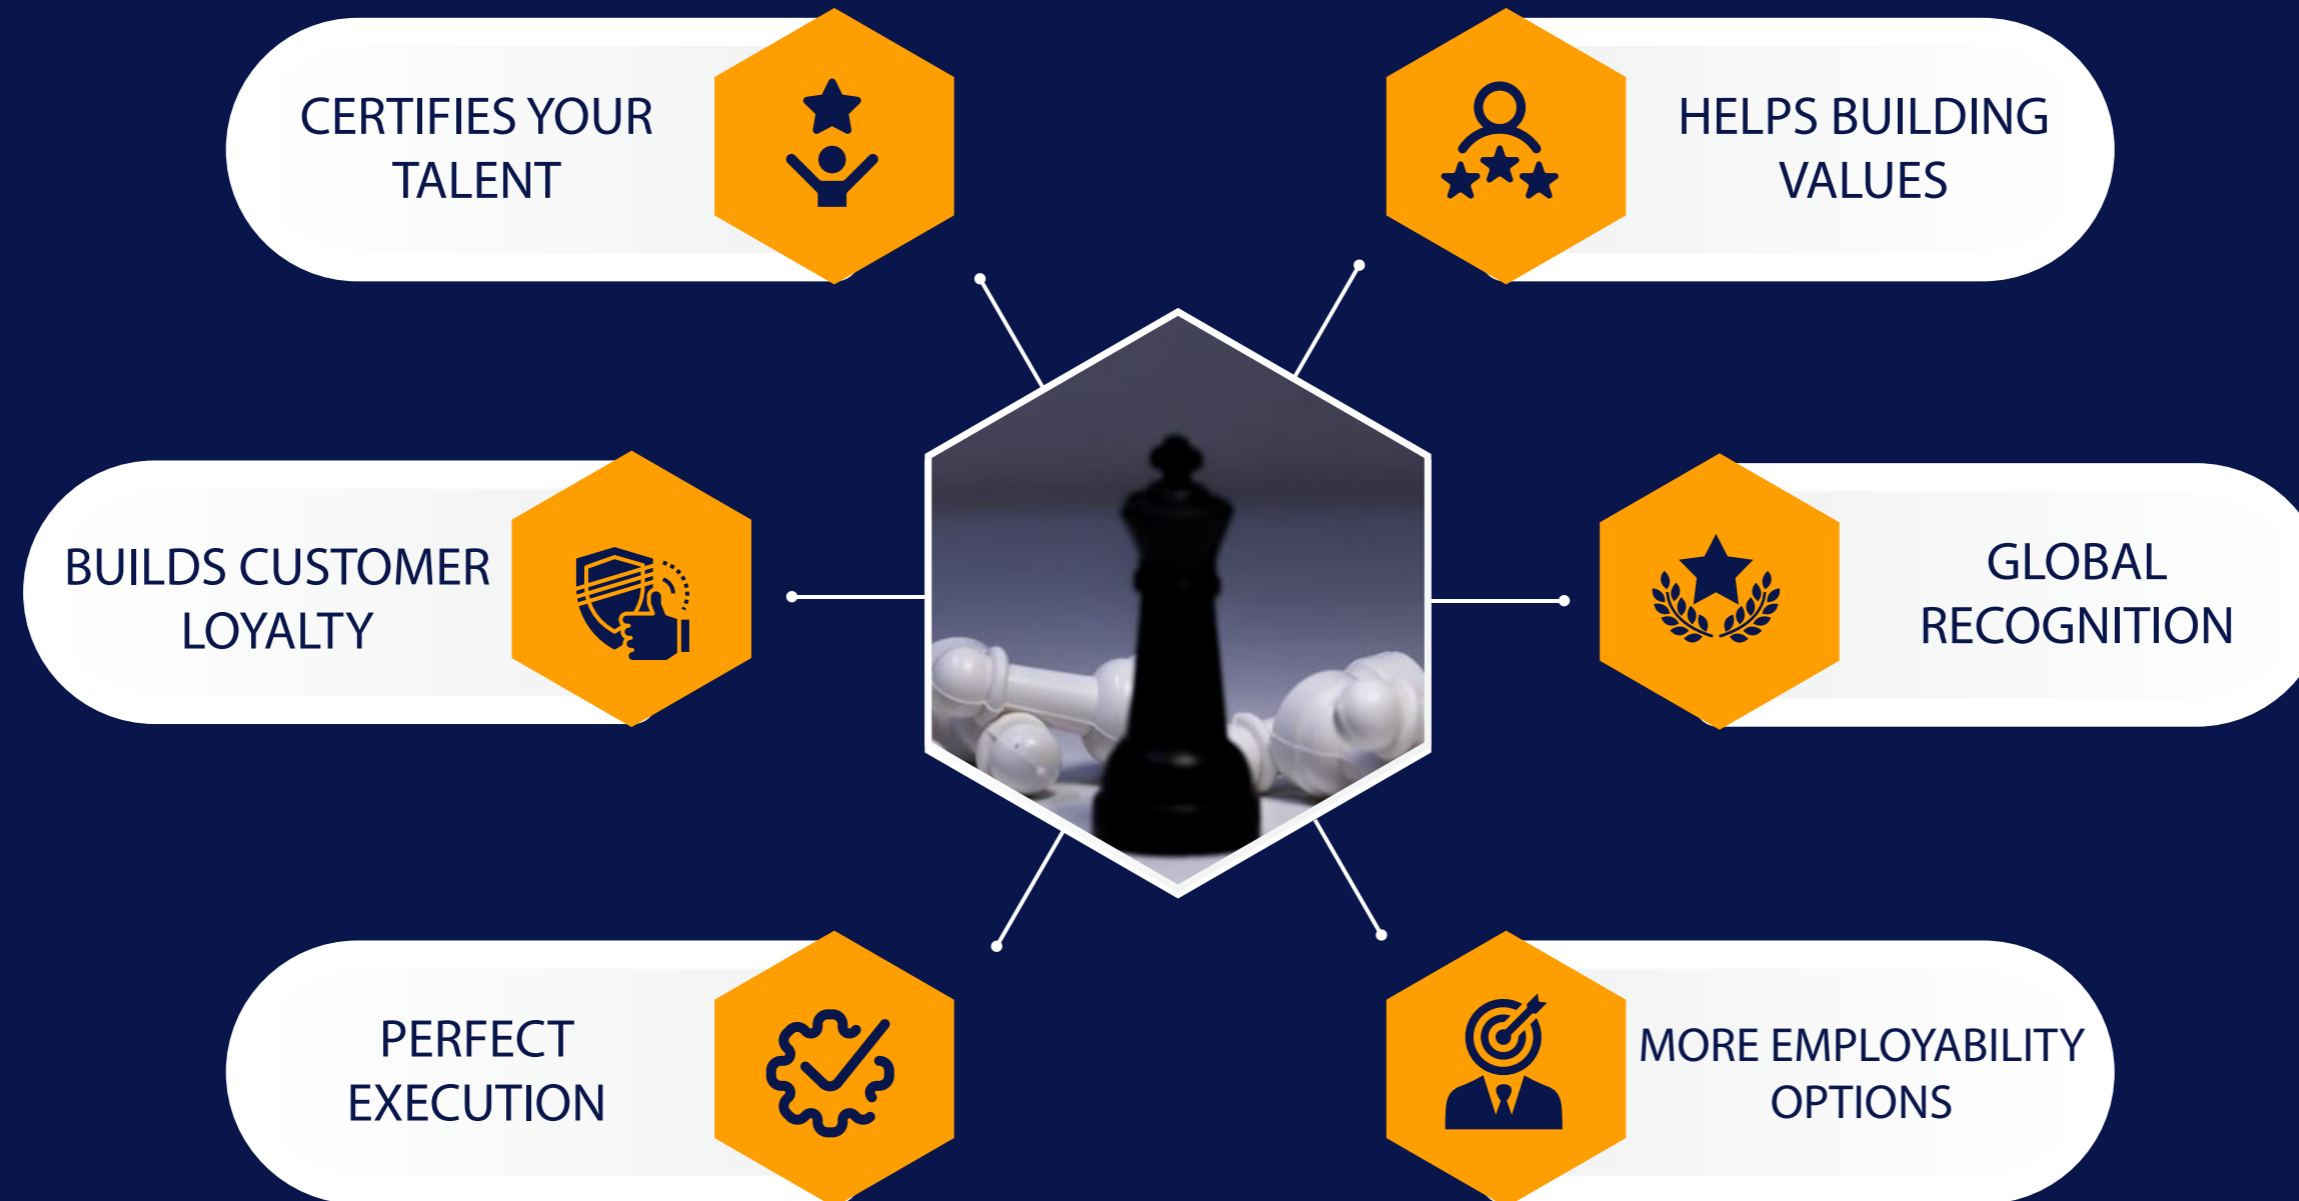 CERTIFIES YOUR
TALENT
HELPS BUILDING
VALUES
BUILDS CUSTOMER
LOYALTY
GLOBAL
RECOGNITION
PERFECT
EXECUTION
MORE EMPLOYABILITY
OPTIONS